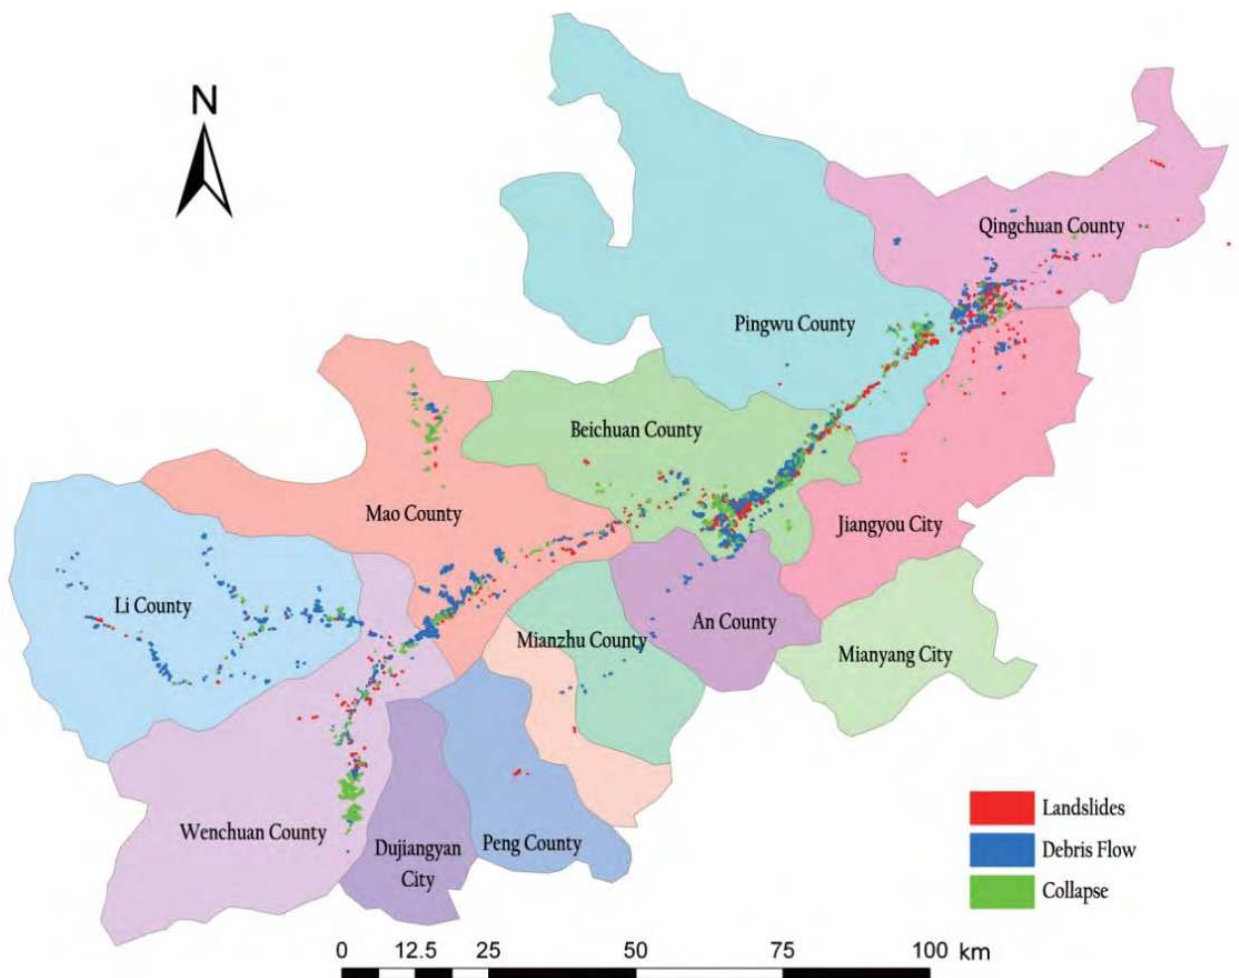 N
Qingchuan County
Pingwu County
Beichuan County
Mao County
Jiangyou City
Li County
An County
Mianzhu County
Mianyang City
Wenchuan County
Dujiangyan
City
Peng County
Landslides
Debris Flow
Collapse
0 12.5 25 50 75 100 km